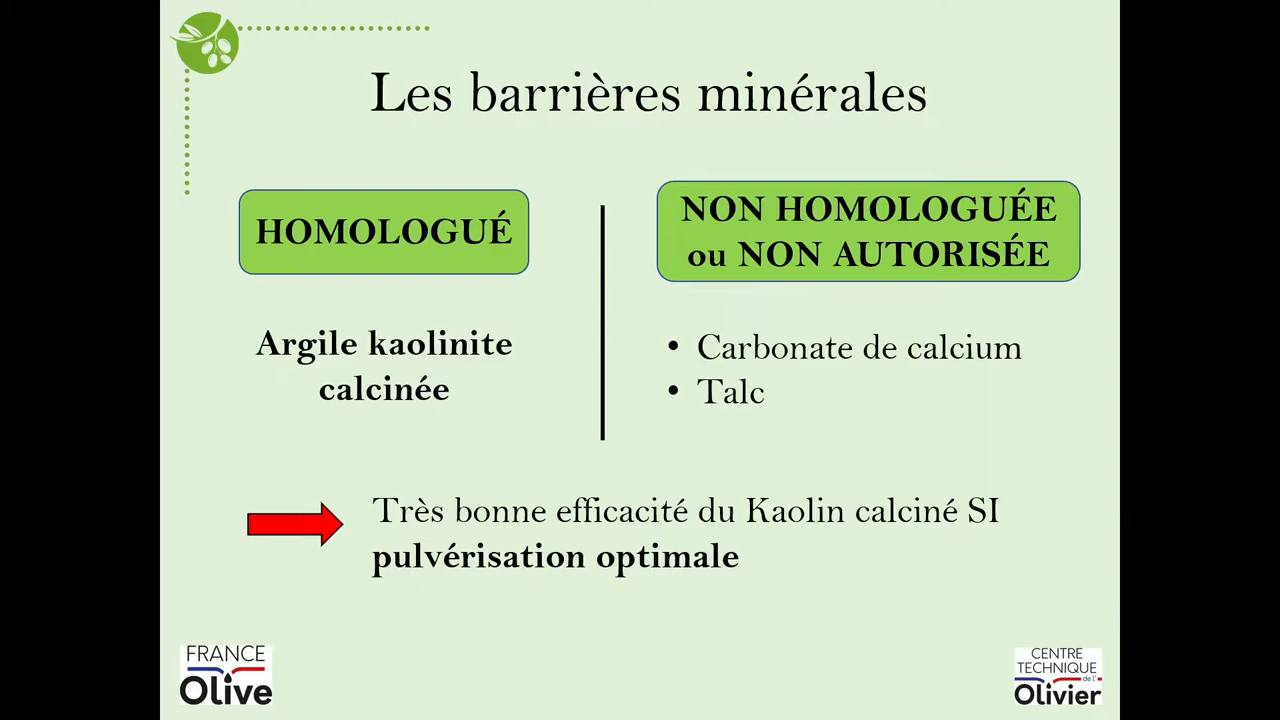 Les barrières minérales
HOMOLOGUÉ
Argile kaolinite
calcinée
NON HOMOLOGUÉE
ou NON AUTORISÉE
• Carbonate de calcium
• Talc
Très bonne efficacité du Kaolin calciné SI
pulvérisation optimale
FRANCE
Olive
CENTRE
TECHNIQUE
de l'
Olivier